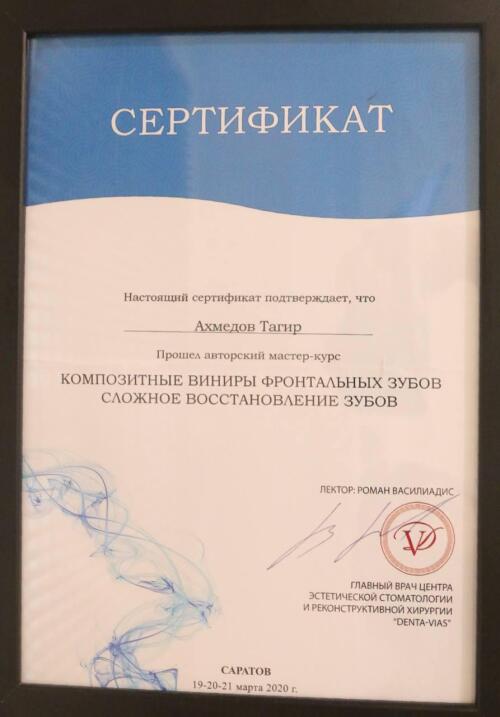 СЕРТИФИКАТ
Настоящий сертификат подтверждает, что
Ахмедов Тагир
Прошел авторский мастер-курс
КОМПОЗИТНЫЕ ВИНИРЫ ФРОНТАЛЬНЫХ ЗУБОВ
СЛОЖНОЕ ВОССТАНОВЛЕНИЕ ЗУБОВ
ЛЕКТОР: РОМАН ВАСИЛИАДИС
VD
ГЛАВНЫЙ ВРАЧ ЦЕНТРА
ЭСТЕТИЧЕСКОЙ СТОМАТОЛОГИИ
И РЕКОНСТРУКТИВНОЙ ХИРУРГИИ
"DENTA-VIAS"
САРАТОВ
19-20-21 марта 2020 г.